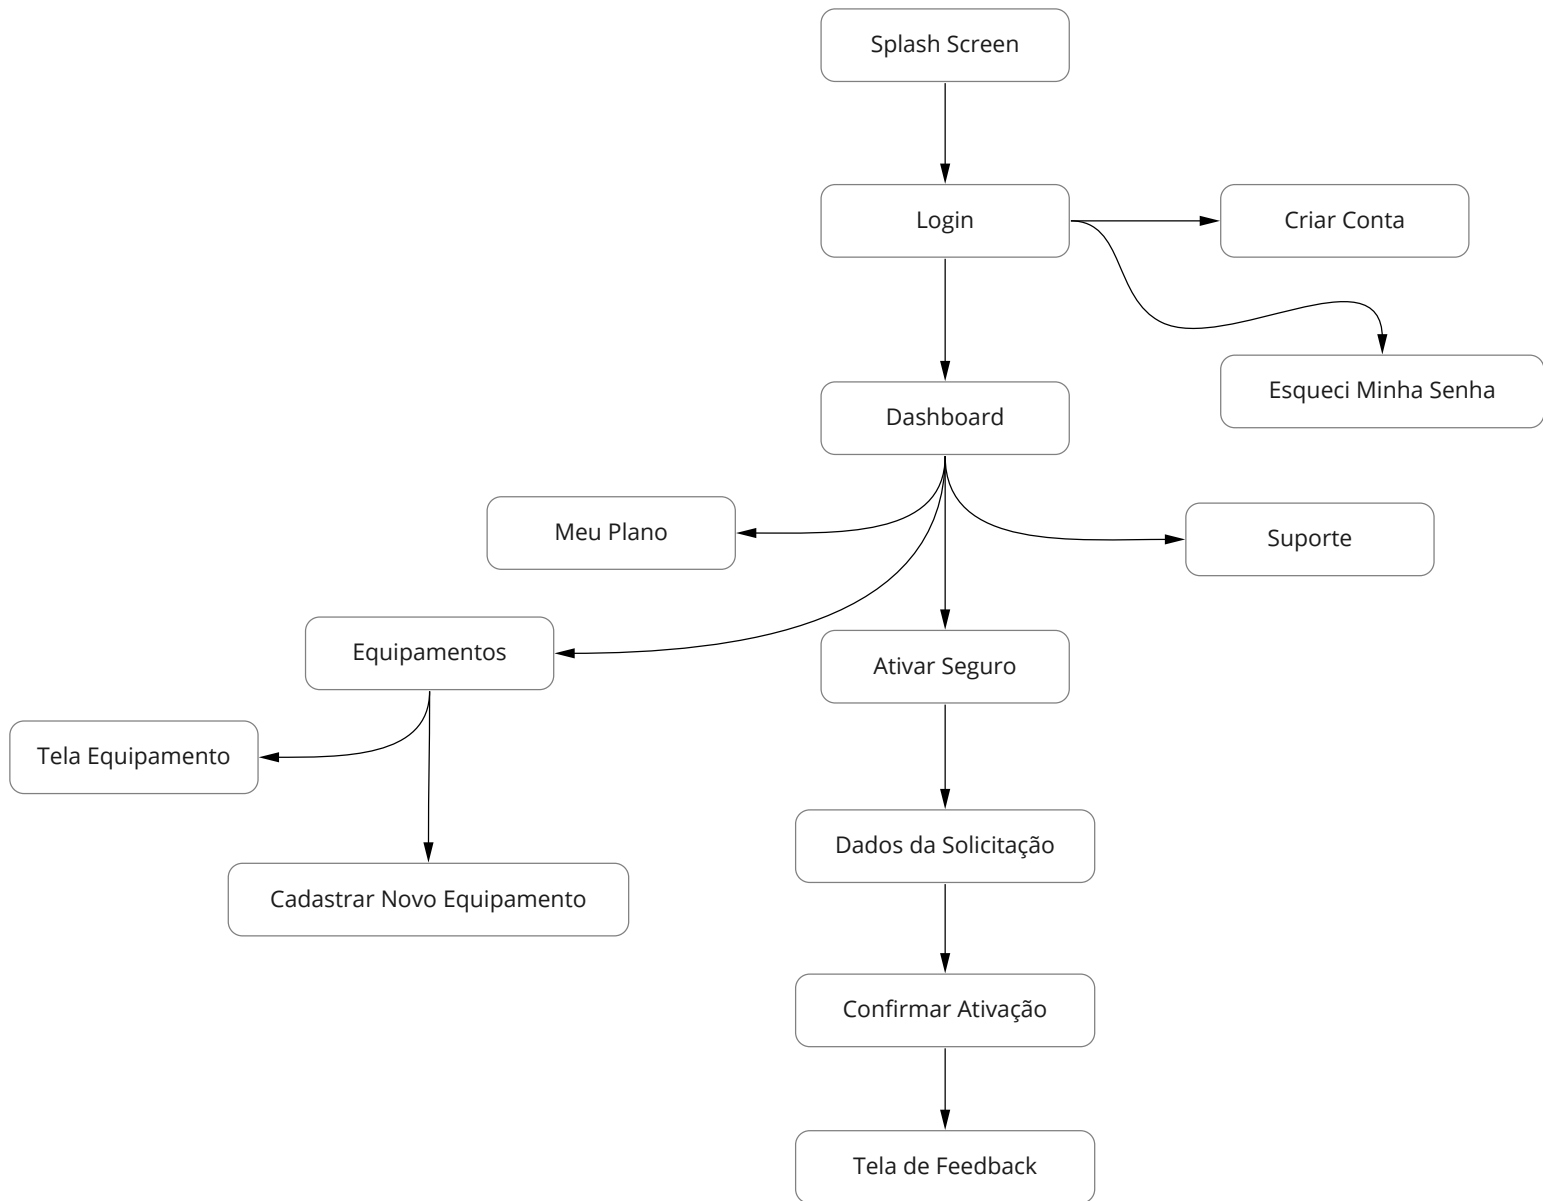 Splash Screen
Login
Criar Conta
Esqueci Minha Senha
Dashboard
Meu Plano
Suporte
Equipamentos
Ativar Seguro
Tela Equipamento
Dados da Solicitação
Cadastrar Novo Equipamento
Confirmar Ativação
Tela de Feedback